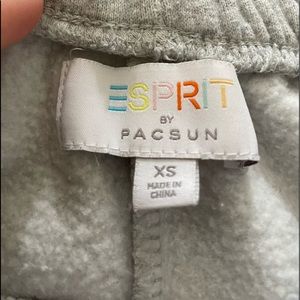 ESPRIT
BY
PACSUN
XS
MADE IN
CHINA